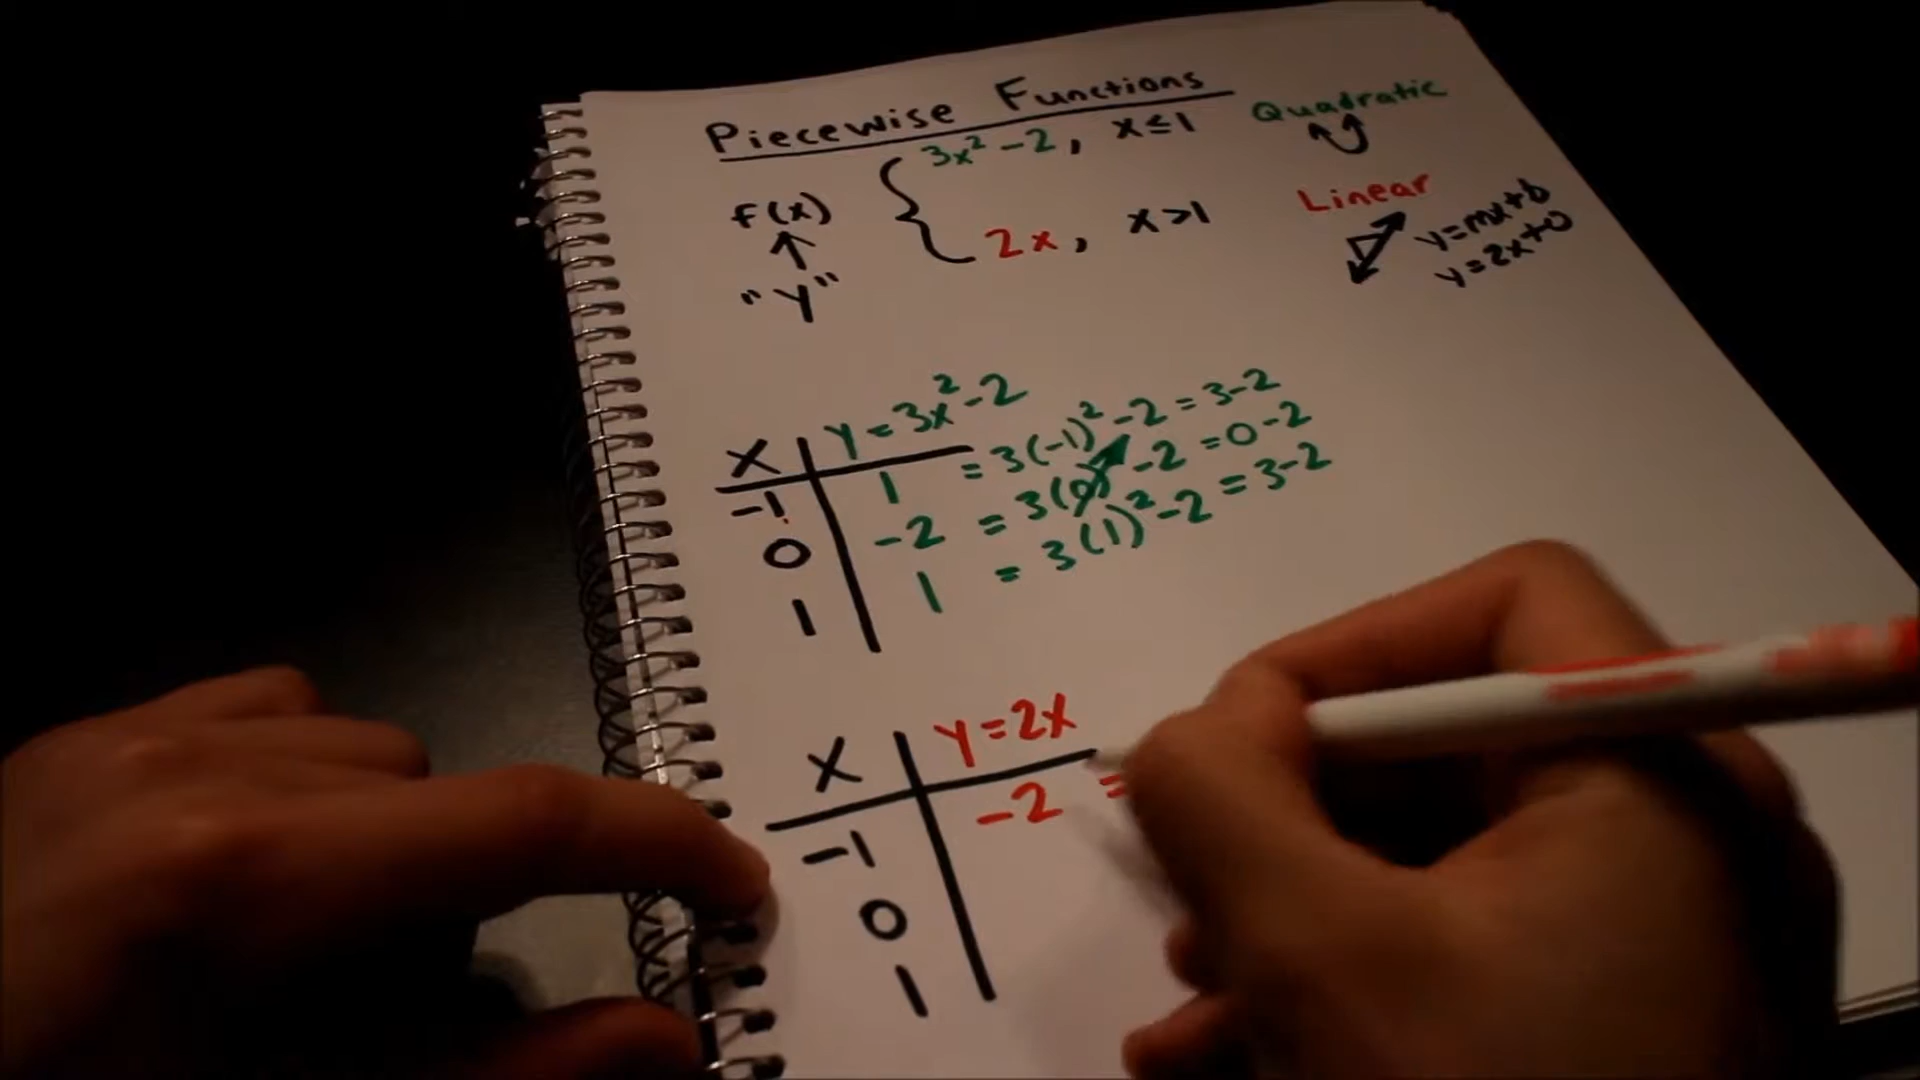 Piecewise Functions
3x² - 2, x ≤ 1
Quadratic
f(x) {
2x, x > 1
Linear
y = mx + b
y = 2x + 0
"Y"
X | Y = 3x² - 2
-1 | 1 = 3(-1)² - 2 = 3 - 2
0 | -2 = 3(0)² - 2 = 0 - 2
1 | 1 = 3(1)² - 2 = 3 - 2
X | Y = 2X
-1 | -2 =
0
1